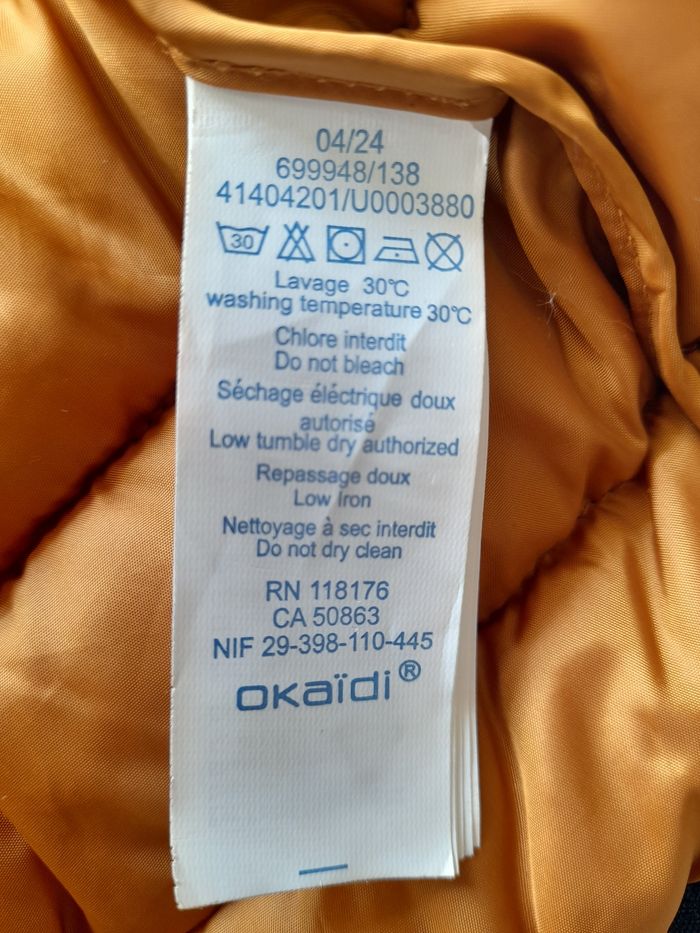 04/24
699948/138
41404201/U0003880
30
Lavage 30°C
washing temperature 30°C
Chlore interdit
Do not bleach
Séchage éléctrique doux
autorisé
Low tumble dry authorized
Repassage doux
Low iron
Nettoyage à sec interdit
Do not dry clean
RN 118176
CA 50863
NIF 29-398-110-445
okaïdi®